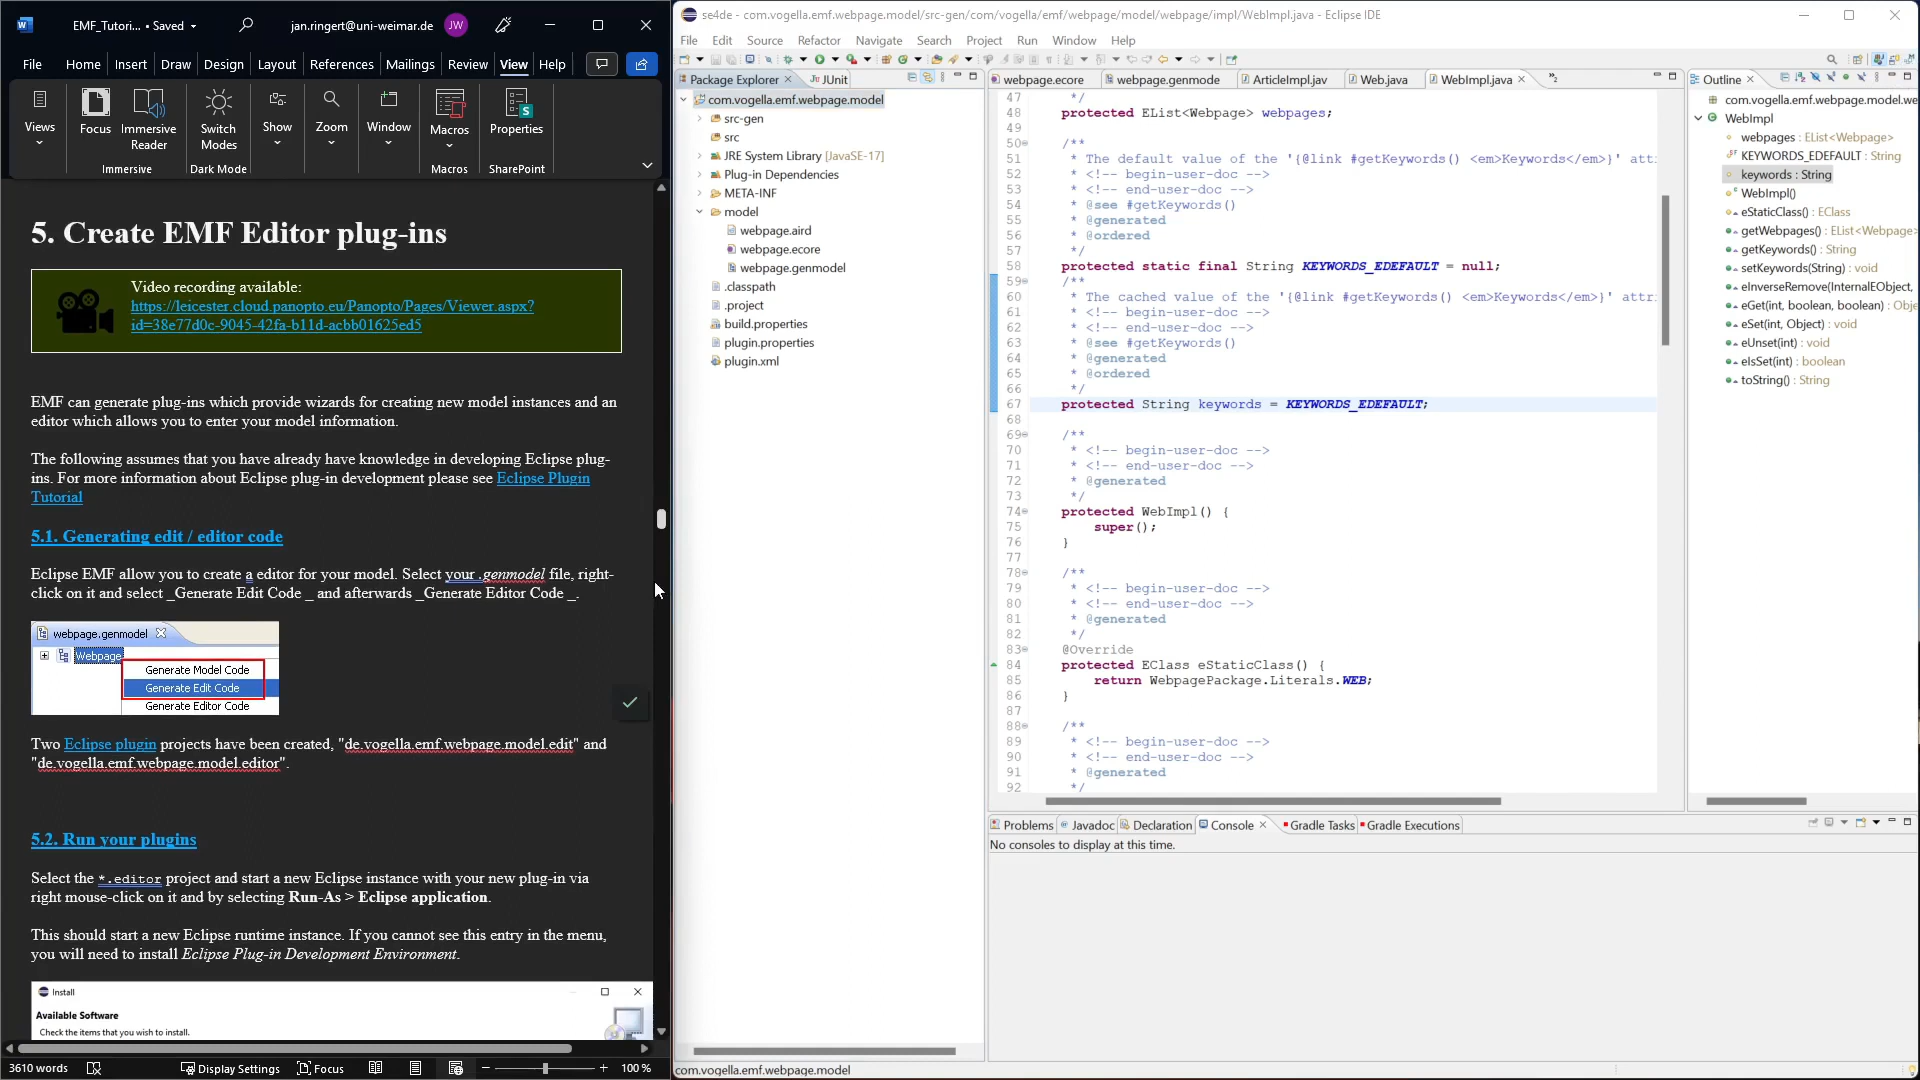 EMF_Tutori... • Saved
jan.ringert@uni-weimar.de
JW
File Home Insert Draw Design Layout References Mailings Review View Help
Views
Focus
Immersive Reader
Switch Modes
Show
Zoom
Window
Macros
Properties
Immersive
Dark Mode
Macros
SharePoint
5. Create EMF Editor plug-ins
Video recording available:
https://leicester.cloud.panopto.eu/Panopto/Pages/Viewer.aspx?
id=38e77d0c-9045-42fa-b11d-acbb01625ed5
EMF can generate plug-ins which provide wizards for creating new model instances and an
editor which allows you to enter your model information.
The following assumes that you have already have knowledge in developing Eclipse plug-
ins. For more information about Eclipse plug-in development please see Eclipse Plugin
Tutorial
5.1. Generating edit / editor code
Eclipse EMF allow you to create a editor for your model. Select your .genmodel file, right-
click on it and select _Generate Edit Code _ and afterwards _Generate Editor Code _.
webpage.genmodel
Webpage
Generate Model Code
Generate Edit Code
Generate Editor Code
Two Eclipse plugin projects have been created, "de.vogella.emf.webpage.model.edit" and
"de.vogella.emf.webpage.model.editor".
5.2. Run your plugins
Select the *.editor project and start a new Eclipse instance with your new plug-in via
right mouse-click on it and by selecting Run-As > Eclipse application.
This should start a new Eclipse runtime instance. If you cannot see this entry in the menu,
you will need to install Eclipse Plug-in Development Environment.
Install
Available Software
Check the items that you wish to install.
3610 words
Display Settings
Focus
100 %
se4de - com.vogella.emf.webpage.model/src-gen/com/vogella/emf/webpage/model/webpage/impl/WebImpl.java - Eclipse IDE
File Edit Source Refactor Navigate Search Project Run Window Help
Package Explorer
JUnit
com.vogella.emf.webpage.model
src-gen
src
JRE System Library [JavaSE-17]
Plug-in Dependencies
META-INF
model
webpage.aird
webpage.ecore
webpage.genmodel
.classpath
.project
build.properties
plugin.properties
plugin.xml
webpage.ecore
webpage.genmodel
ArticleImpl.jav
Web.java
WebImpl.java
»2
47 */
48 protected EList<Webpage> webpages;
49
50 /**
51 * The default value of the '{@link #getKeywords() <em>Keywords</em>}' attri
52 * <!-- begin-user-doc -->
53 * <!-- end-user-doc -->
54 * @see #getKeywords()
55 * @generated
56 * @ordered
57 */
58 protected static final String KEYWORDS_EDEFAULT = null;
59 /**
60 * The cached value of the '{@link #getKeywords() <em>Keywords</em>}' attri
61 * <!-- begin-user-doc -->
62 * <!-- end-user-doc -->
63 * @see #getKeywords()
64 * @generated
65 * @ordered
66 */
67 protected String keywords = KEYWORDS_EDEFAULT;
68
69 /**
70 * <!-- begin-user-doc -->
71 * <!-- end-user-doc -->
72 * @generated
73 */
74 protected WebImpl() {
75 super();
76 }
77
78 /**
79 * <!-- begin-user-doc -->
80 * <!-- end-user-doc -->
81 * @generated
82 */
83 @Override
84 protected EClass eStaticClass() {
85 return WebpagePackage.Literals.WEB;
86 }
87
88 /**
89 * <!-- begin-user-doc -->
90 * <!-- end-user-doc -->
91 * @generated
92 */
Outline
com.vogella.emf.webpage.model.we
WebImpl
webpages : EList<Webpage>
KEYWORDS_EDEFAULT : String
keywords : String
WebImpl()
eStaticClass() : EClass
getWebpages() : EList<Webpage>
getKeywords() : String
setKeywords(String) : void
eInverseRemove(InternalEObject,
eGet(int, boolean, boolean) : Obje
eSet(int, Object) : void
eUnset(int) : void
eIsSet(int) : boolean
toString() : String
Problems
Javadoc
Declaration
Console
Gradle Tasks
Gradle Executions
No consoles to display at this time.
com.vogella.emf.webpage.model